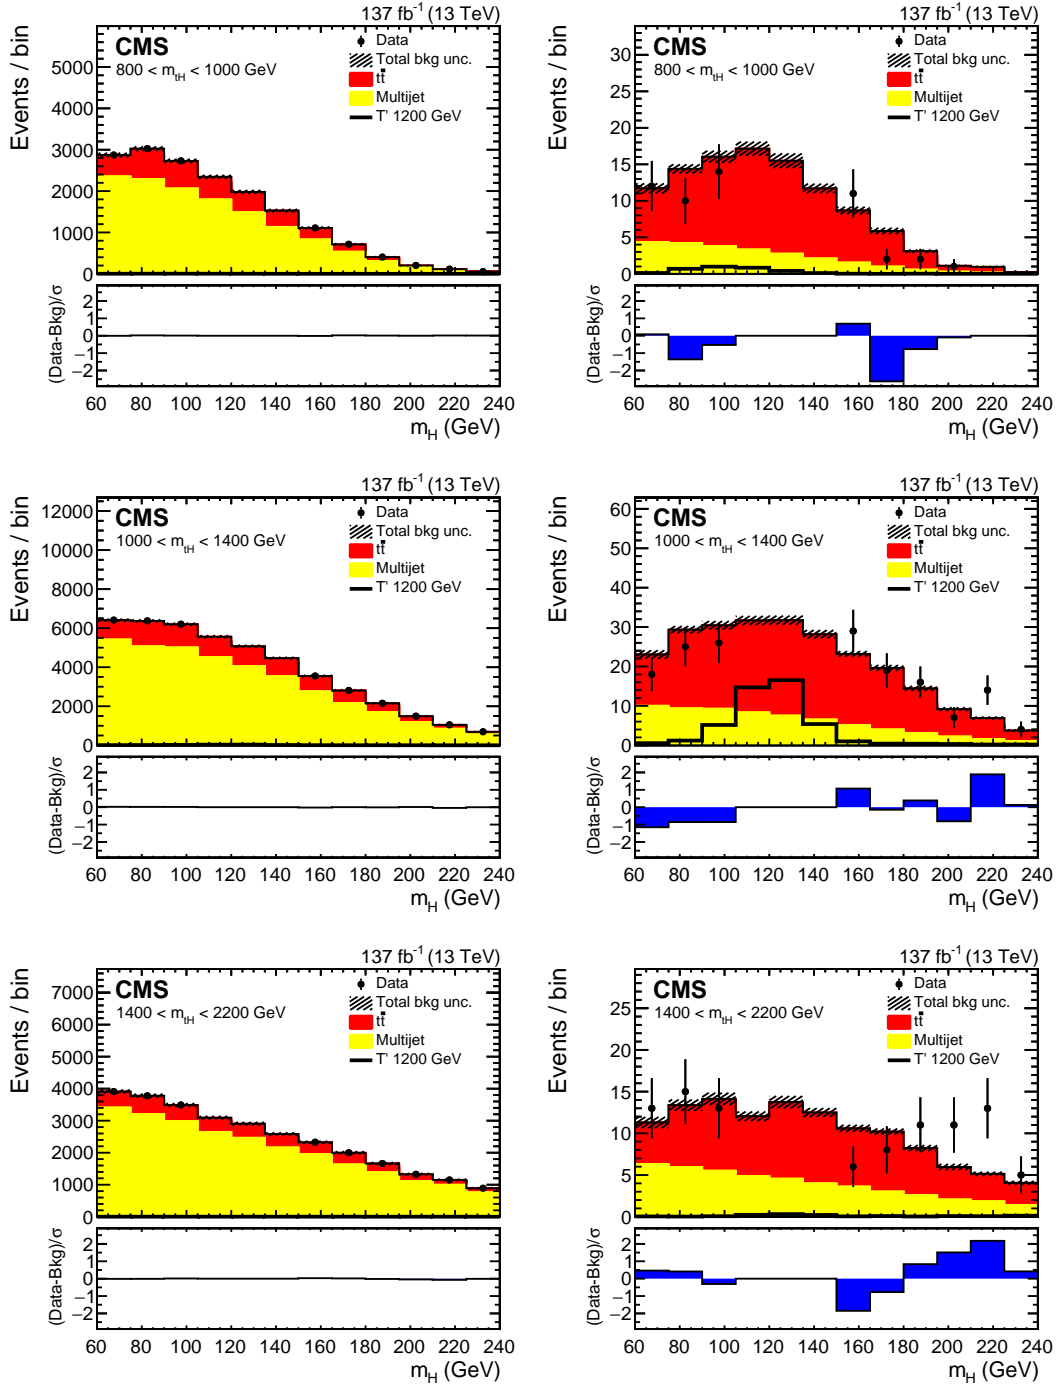 137 fb⁻¹ (13 TeV)
Events / bin
CMS
800 < m_tH < 1000 GeV
Data
Total bkg unc.
tt̅
Multijet
T' 1200 GeV
5000
4000
3000
2000
1000
0
(Data-Bkg)/σ
2
1
0
−1
−2
60 80 100 120 140 160 180 200 220 240
m_H (GeV)
137 fb⁻¹ (13 TeV)
Events / bin
CMS
800 < m_tH < 1000 GeV
Data
Total bkg unc.
tt̅
Multijet
T' 1200 GeV
30
25
20
15
10
5
0
(Data-Bkg)/σ
2
1
0
−1
−2
60 80 100 120 140 160 180 200 220 240
m_H (GeV)
137 fb⁻¹ (13 TeV)
Events / bin
CMS
1000 < m_tH < 1400 GeV
Data
Total bkg unc.
tt̅
Multijet
T' 1200 GeV
12000
10000
8000
6000
4000
2000
0
(Data-Bkg)/σ
2
1
0
−1
−2
60 80 100 120 140 160 180 200 220 240
m_H (GeV)
137 fb⁻¹ (13 TeV)
Events / bin
CMS
1000 < m_tH < 1400 GeV
Data
Total bkg unc.
tt̅
Multijet
T' 1200 GeV
60
50
40
30
20
10
0
(Data-Bkg)/σ
2
1
0
−1
−2
60 80 100 120 140 160 180 200 220 240
m_H (GeV)
137 fb⁻¹ (13 TeV)
Events / bin
CMS
1400 < m_tH < 2200 GeV
Data
Total bkg unc.
tt̅
Multijet
T' 1200 GeV
7000
6000
5000
4000
3000
2000
1000
0
(Data-Bkg)/σ
2
1
0
−1
−2
60 80 100 120 140 160 180 200 220 240
m_H (GeV)
137 fb⁻¹ (13 TeV)
Events / bin
CMS
1400 < m_tH < 2200 GeV
Data
Total bkg unc.
tt̅
Multijet
T' 1200 GeV
25
20
15
10
5
0
(Data-Bkg)/σ
2
1
0
−1
−2
60 80 100 120 140 160 180 200 220 240
m_H (GeV)